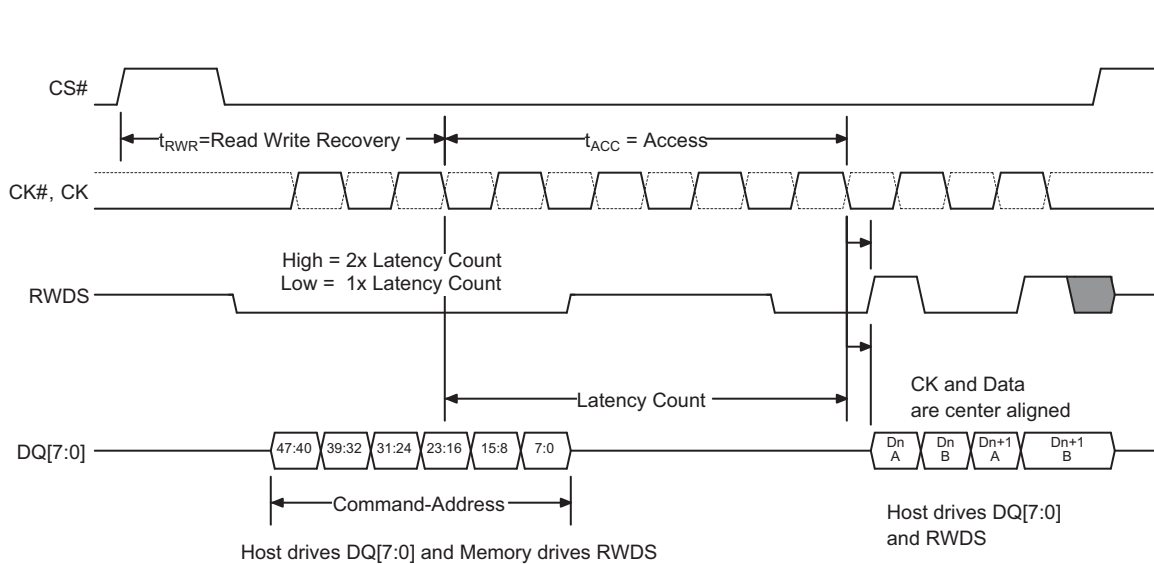 CS#
t_RWR=Read Write Recovery
t_ACC = Access
CK#, CK
High = 2x Latency Count
Low = 1x Latency Count
RWDS
Latency Count
CK and Data
are center aligned
DQ[7:0]
47:40 39:32 31:24 23:16 15:8 7:0
Dn
A
Dn
B
Dn+1
A
Dn+1
B
Command-Address
Host drives DQ[7:0]
and RWDS
Host drives DQ[7:0] and Memory drives RWDS